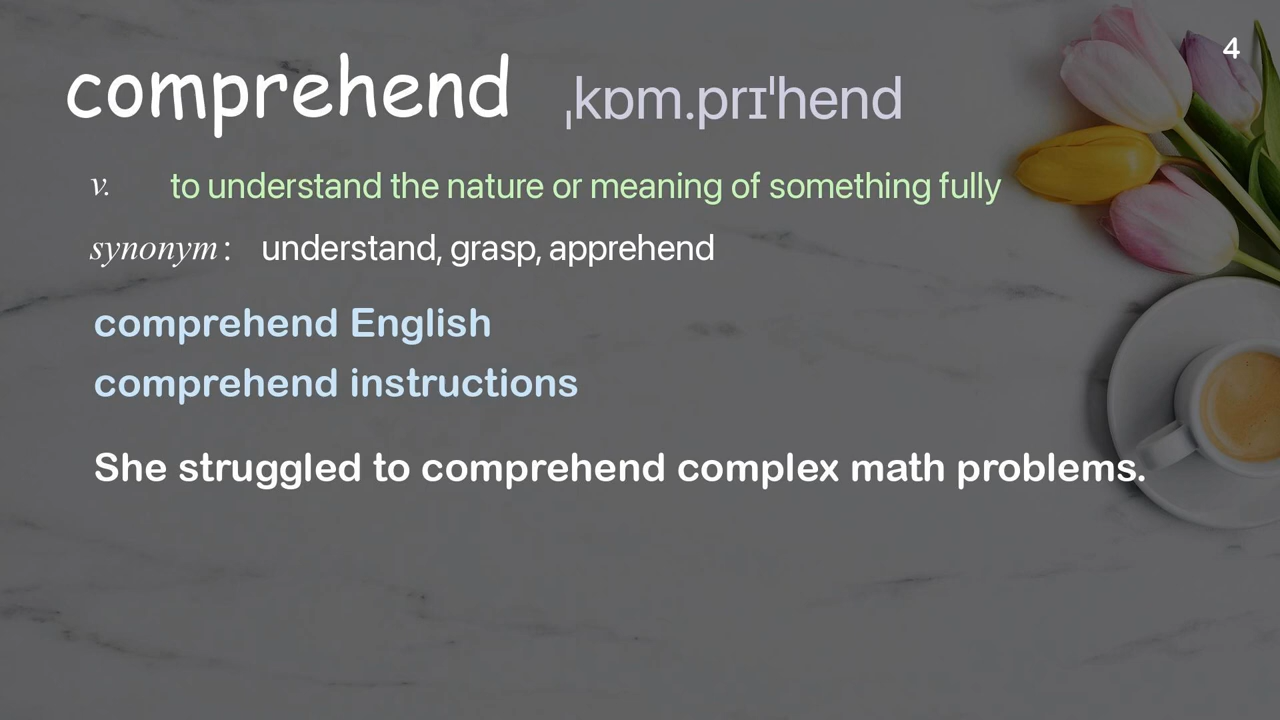 4
comprehend ˌkɒm.prɪˈhend
v. to understand the nature or meaning of something fully
synonym: understand, grasp, apprehend
comprehend English
comprehend instructions
She struggled to comprehend complex math problems.